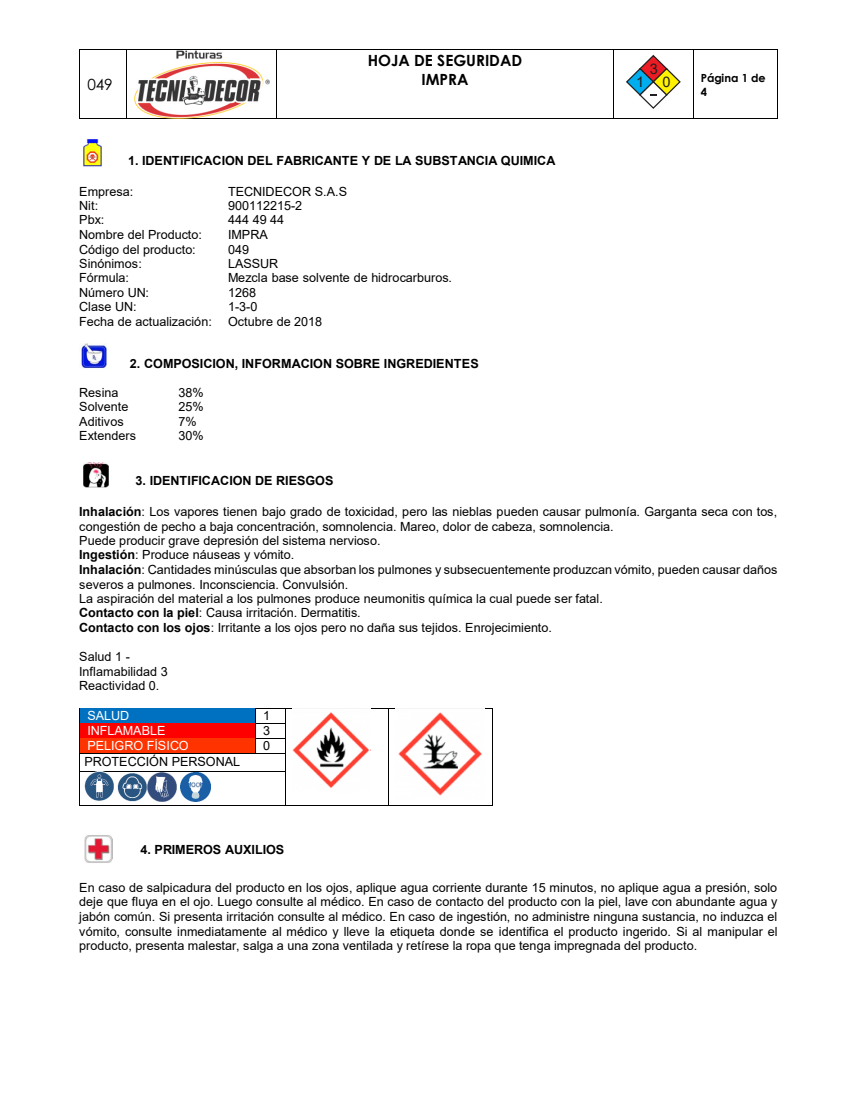 049
Pinturas
TECNIDECOR®
HOJA DE SEGURIDAD
IMPRA
3
1
0
Página 1 de
4
1. IDENTIFICACION DEL FABRICANTE Y DE LA SUBSTANCIA QUIMICA
Empresa: TECNIDECOR S.A.S
Nit: 900112215-2
Pbx: 444 49 44
Nombre del Producto: IMPRA
Código del producto: 049
Sinónimos: LASSUR
Fórmula: Mezcla base solvente de hidrocarburos.
Número UN: 1268
Clase UN: 1-3-0
Fecha de actualización: Octubre de 2018
2. COMPOSICION, INFORMACION SOBRE INGREDIENTES
Resina 38%
Solvente 25%
Aditivos 7%
Extenders 30%
3. IDENTIFICACION DE RIESGOS
Inhalación: Los vapores tienen bajo grado de toxicidad, pero las nieblas pueden causar pulmonía. Garganta seca con tos,
congestión de pecho a baja concentración, somnolencia. Mareo, dolor de cabeza, somnolencia.
Puede producir grave depresión del sistema nervioso.
Ingestión: Produce náuseas y vómito.
Inhalación: Cantidades minúsculas que absorban los pulmones y subsecuentemente produzcan vómito, pueden causar daños
severos a pulmones. Inconsciencia. Convulsión.
La aspiración del material a los pulmones produce neumonitis química la cual puede ser fatal.
Contacto con la piel: Causa irritación. Dermatitis.
Contacto con los ojos: Irritante a los ojos pero no daña sus tejidos. Enrojecimiento.
Salud 1 -
Inflamabilidad 3
Reactividad 0.
SALUD 1
INFLAMABLE 3
PELIGRO FÍSICO 0
PROTECCIÓN PERSONAL
4. PRIMEROS AUXILIOS
En caso de salpicadura del producto en los ojos, aplique agua corriente durante 15 minutos, no aplique agua a presión, solo
deje que fluya en el ojo. Luego consulte al médico. En caso de contacto del producto con la piel, lave con abundante agua y
jabón común. Si presenta irritación consulte al médico. En caso de ingestión, no administre ninguna sustancia, no induzca el
vómito, consulte inmediatamente al médico y lleve la etiqueta donde se identifica el producto ingerido. Si al manipular el
producto, presenta malestar, salga a una zona ventilada y retírese la ropa que tenga impregnada del producto.